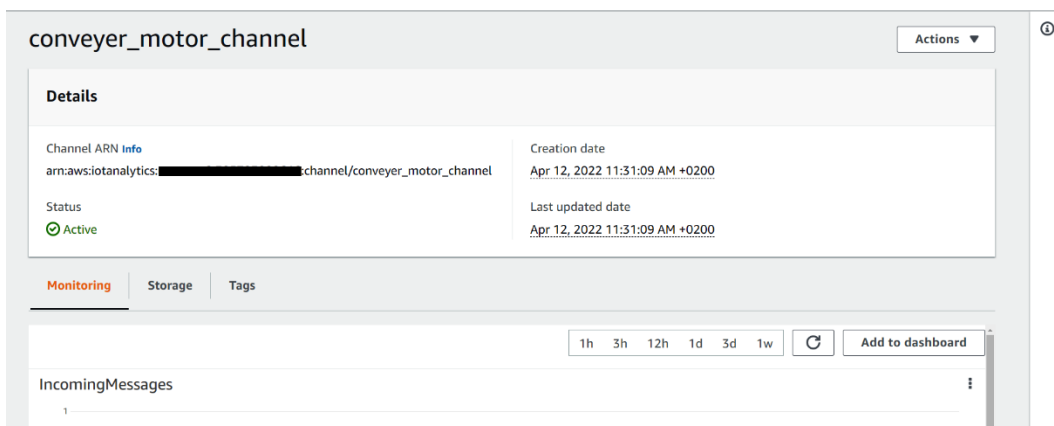 conveyer_motor_channel
Actions
Details
Channel ARN Info
arn:aws:iotanalytics: :channel/conveyer_motor_channel
Creation date
Apr 12, 2022 11:31:09 AM +0200
Status
Active
Last updated date
Apr 12, 2022 11:31:09 AM +0200
Monitoring Storage Tags
1h 3h 12h 1d 3d 1w Add to dashboard
IncomingMessages
1